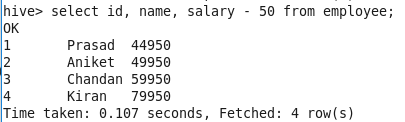 hive> select id, name, salary - 50 from employee;
OK
1       Prasad  44950
2       Aniket  49950
3       Chandan 59950
4       Kiran   79950
Time taken: 0.107 seconds, Fetched: 4 row(s)